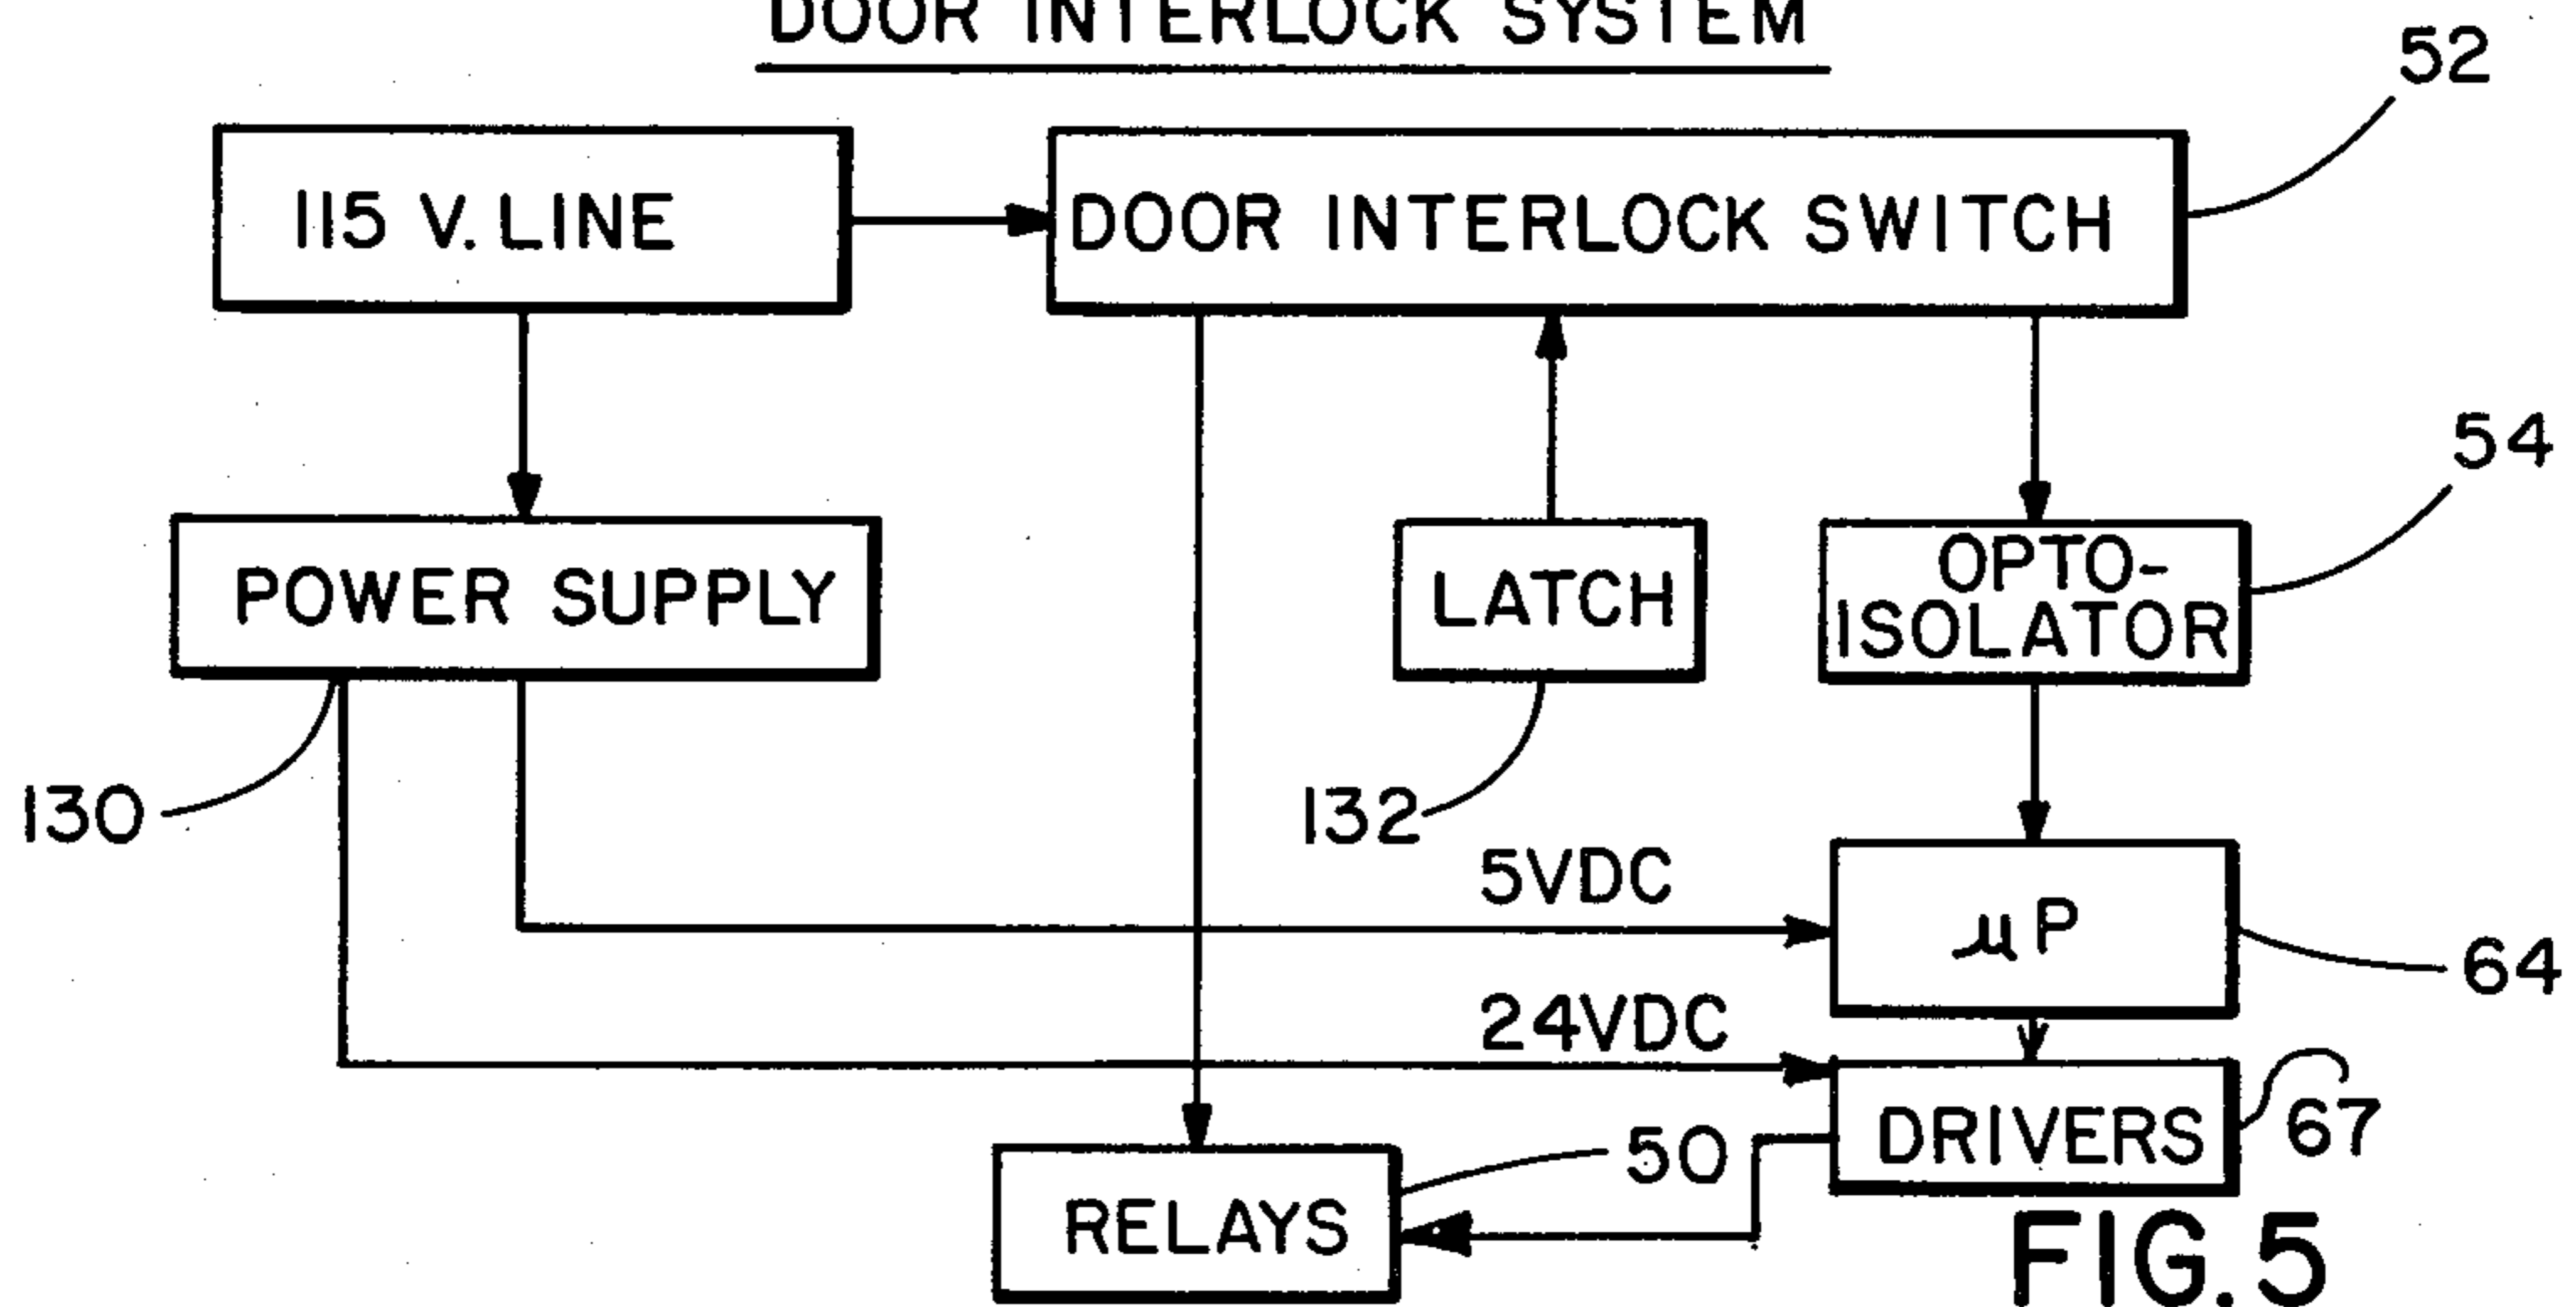 DOOR INTERLOCK SYSTEM
52
115 V. LINE
DOOR INTERLOCK SWITCH
54
POWER SUPPLY
LATCH
OPTO-
ISOLATOR
130
132
5VDC
μP
64
24VDC
DRIVERS
67
50
RELAYS
FIG. 5